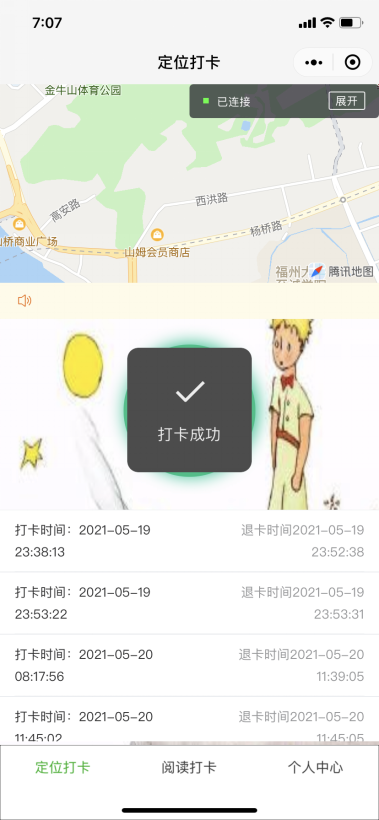 7:07
定位打卡
金牛山体育公园
已连接
展开
西洪路
高安路
杨桥路
桥商业广场
山姆会员商店
福州大
腾讯地图
打卡成功
打卡时间：2021-05-19
23:38:13
退卡时间2021-05-19
23:52:38
打卡时间：2021-05-19
23:53:22
退卡时间2021-05-19
23:53:31
打卡时间：2021-05-20
08:17:56
退卡时间2021-05-20
11:39:05
打卡时间：2021-05-20
11:45:02
退卡时间2021-05-20
11:45:05
定位打卡
阅读打卡
个人中心